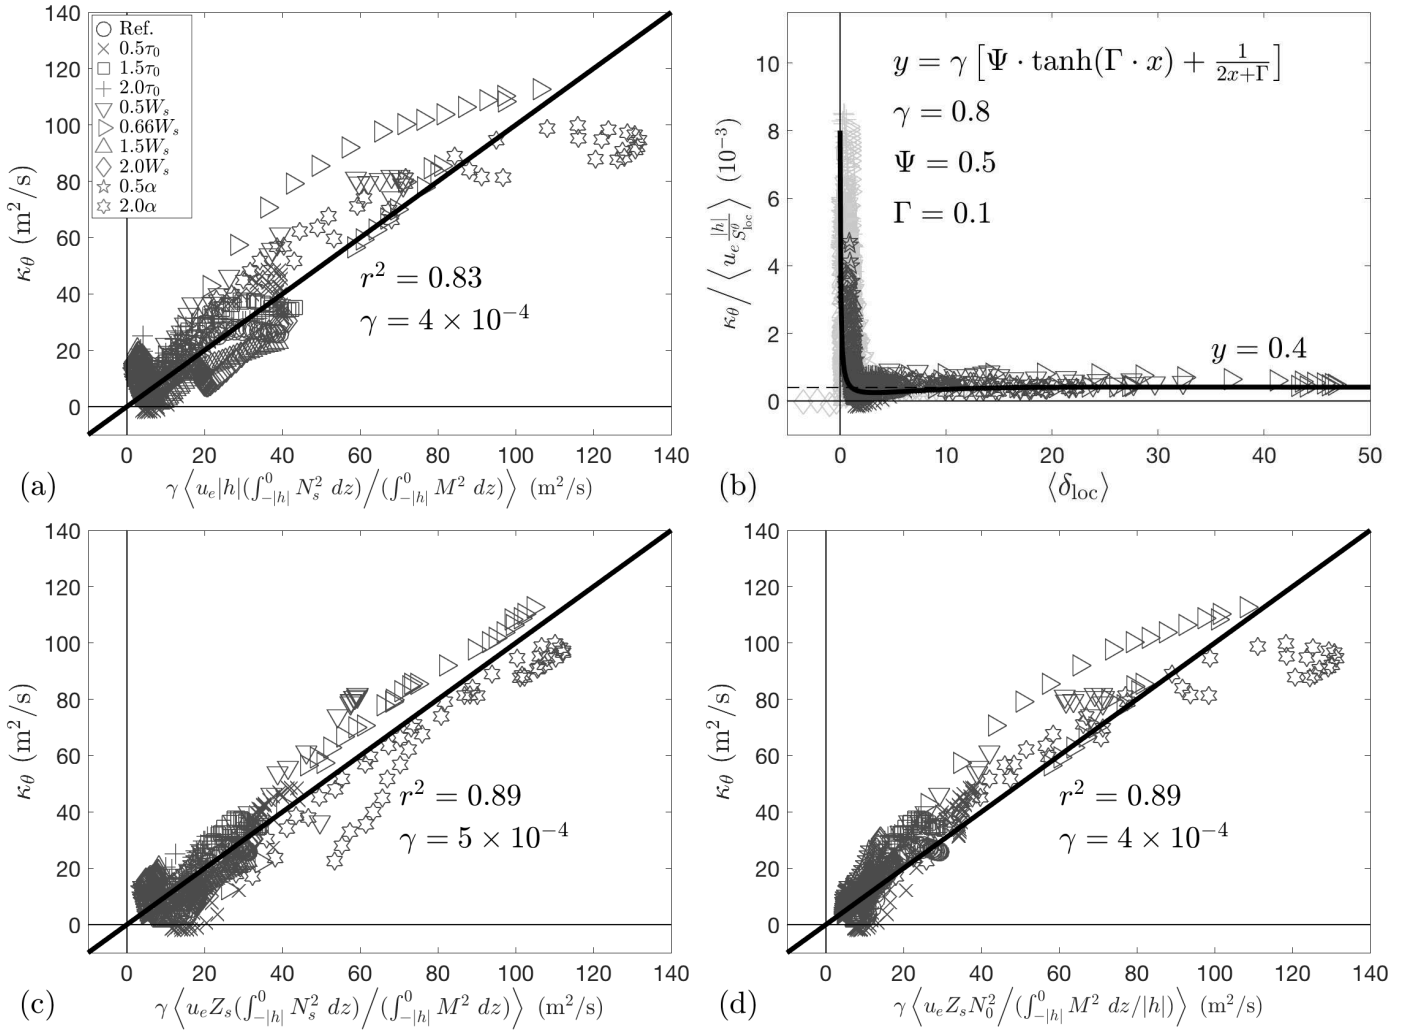 140
120
100
80
60
40
20
0
κθ (m²/s)
Ref.
0.5τ₀
1.5τ₀
2.0τ₀
0.5Wₛ
0.66Wₛ
1.5Wₛ
2.0Wₛ
0.5α
2.0α
r² = 0.83
γ = 4 × 10⁻⁴
0 20 40 60 80 100 120 140
(a) γ⟨uₑ|h|(∫₋|h|⁰ Nₛ² dz)/(∫₋|h|⁰ M² dz)⟩ (m²/s)
10
8
6
4
2
0
κθ/⟨uₑ |h|/S^θ_loc⟩ (10⁻³)
y = γ [Ψ · tanh(Γ · x) + 1/(2x+Γ)]
γ = 0.8
Ψ = 0.5
Γ = 0.1
y = 0.4
0 10 20 30 40 50
(b) ⟨δ_loc⟩
140
120
100
80
60
40
20
0
κθ (m²/s)
r² = 0.89
γ = 5 × 10⁻⁴
0 20 40 60 80 100 120 140
(c) γ⟨uₑZₛ(∫₋|h|⁰ Nₛ² dz)/(∫₋|h|⁰ M² dz)⟩ (m²/s)
140
120
100
80
60
40
20
0
κθ (m²/s)
r² = 0.89
γ = 4 × 10⁻⁴
0 20 40 60 80 100 120 140
(d) γ⟨uₑZₛN₀²/(∫₋|h|⁰ M² dz/|h|)⟩ (m²/s)